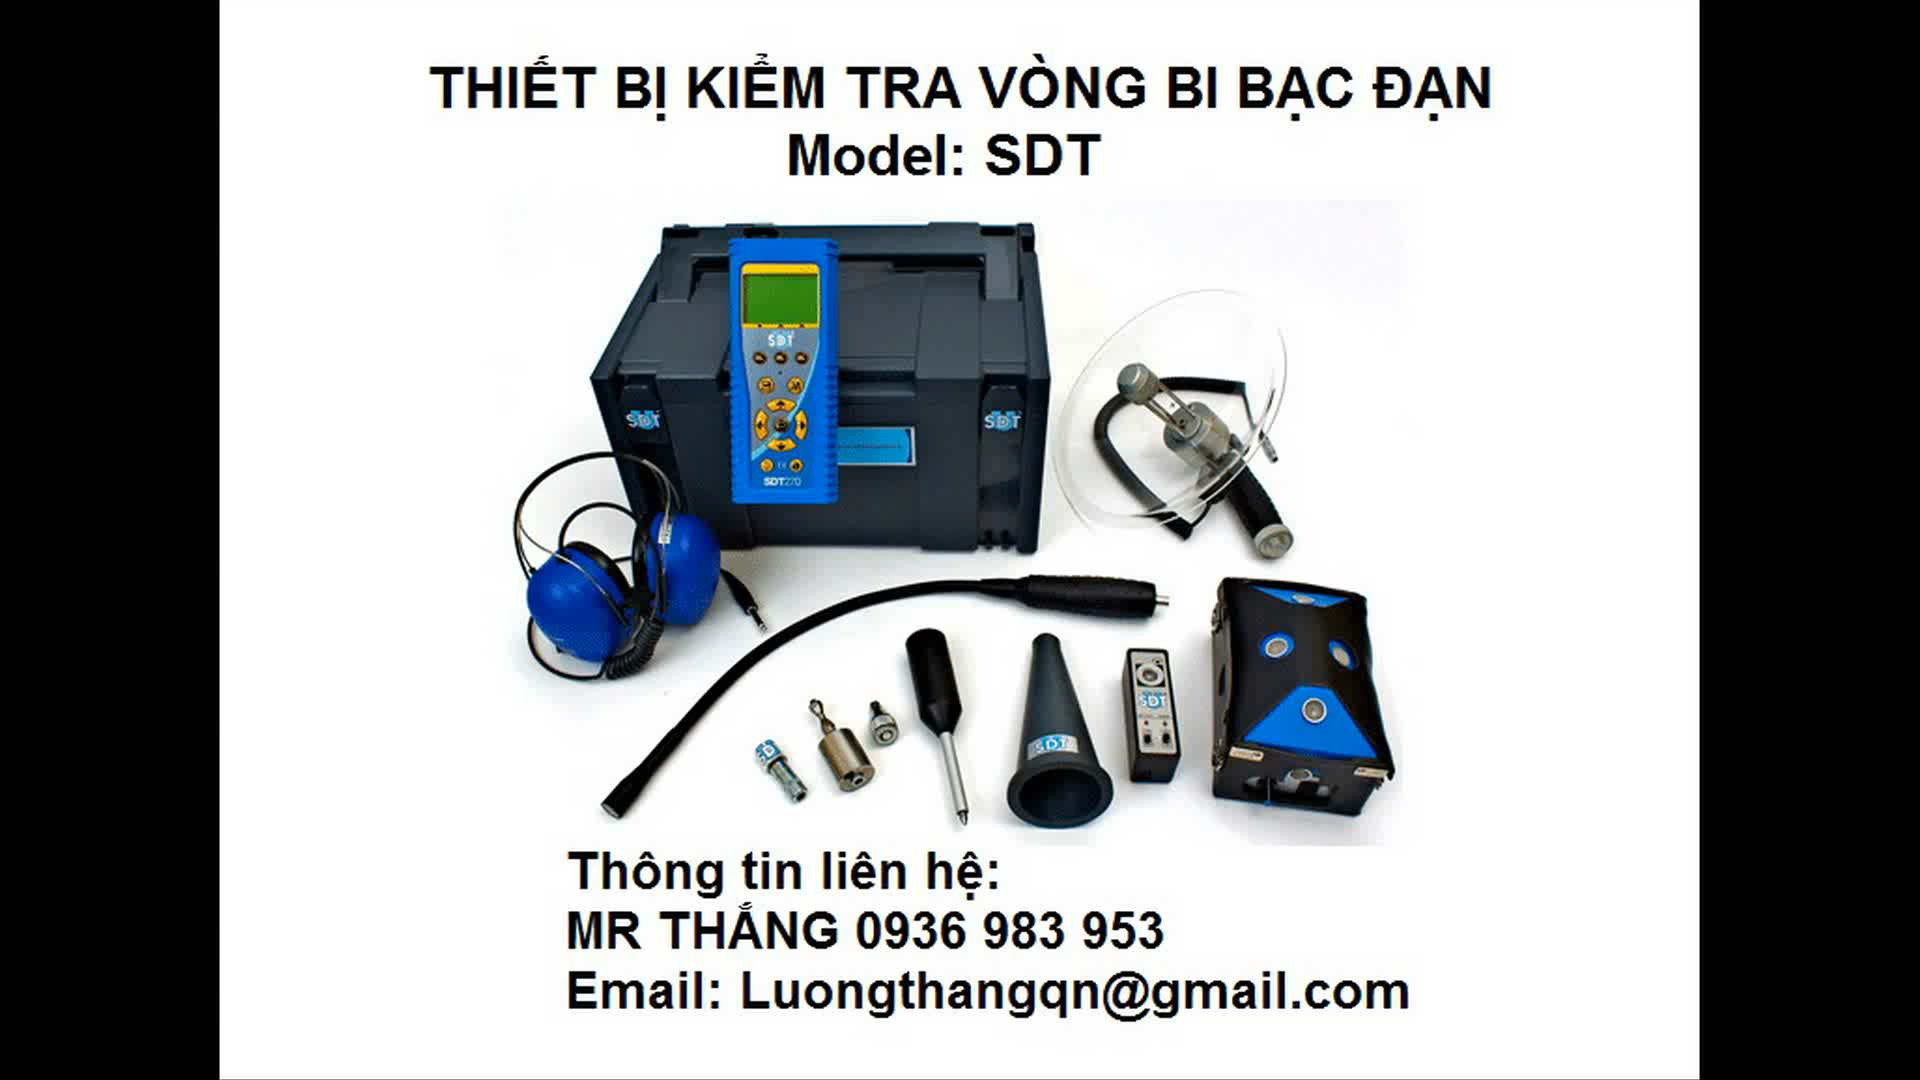 THIẾT BỊ KIỂM TRA VÒNG BI BẠC ĐẠN
Model: SDT
SDT
SDT
SDT
SDT270
SDT
SDT
Thông tin liên hệ:
MR THẮNG 0936 983 953
Email: Luongthangqn@gmail.com